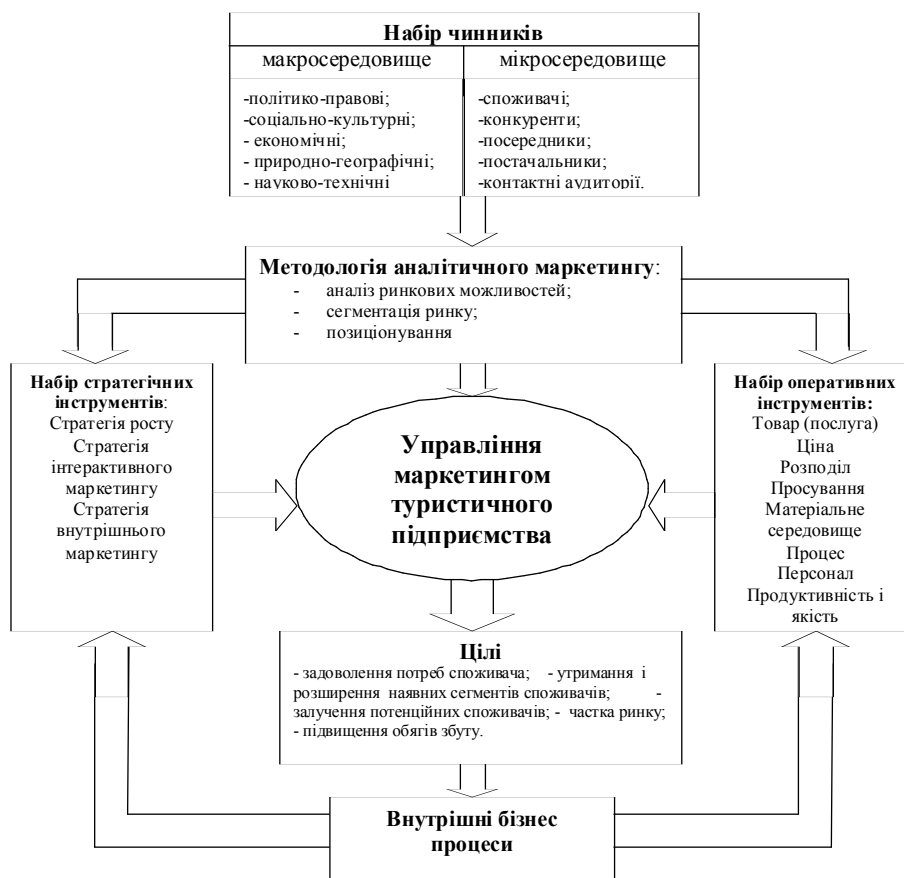 Набір чинників
макросередовище
-політико-правові;
-соціально-культурні;
- економічні;
- природно-географічні;
- науково-технічні
мікросередовище
-споживачі;
-конкуренти;
-посередники;
-постачальники;
-контактні аудиторії.
Методологія аналітичного маркетингу:
- аналіз ринкових можливостей;
- сегментація ринку;
- позиціонування
Набір стратегічних
інструментів:
Стратегія росту
Стратегія
інтерактивного
маркетингу
Стратегія
внутрішнього
маркетингу
Управління
маркетингом
туристичного
підприємства
Набір оперативних
інструментів:
Товар (послуга)
Ціна
Розподіл
Просування
Матеріальне
середовище
Процес
Персонал
Продуктивність і
якість
Цілі
- задоволення потреб споживача; - утримання і
розширення наявних сегментів споживачів; -
залучення потенційних споживачів; - частка ринку;
- підвищення обягів збуту.
Внутрішні бізнес
процеси